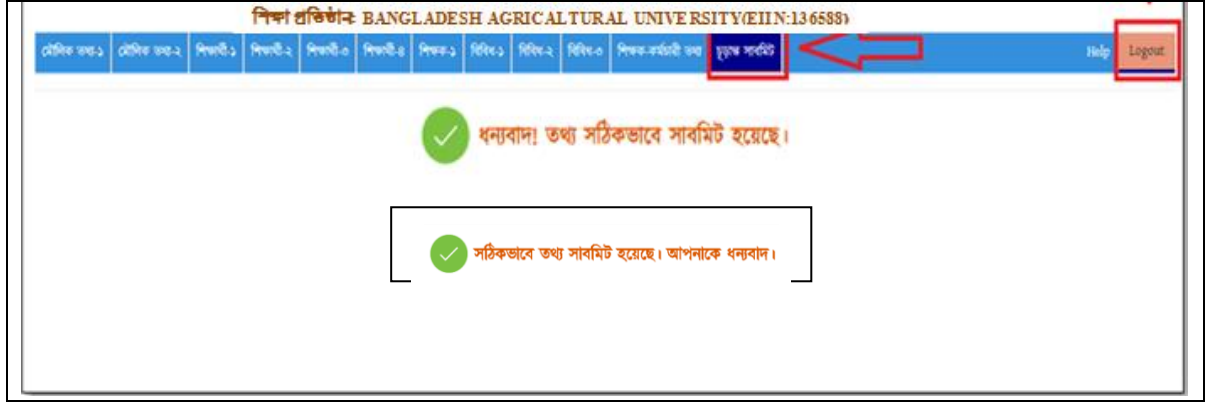 শিক্ষা প্রতিষ্ঠান: BANGLADESH AGRICALTURAL UNIVERSITY(EIIN:136588)
মৌলিক তথ্য-১ মৌলিক তথ্য-২ শিক্ষার্থী-১ শিক্ষার্থী-২ শিক্ষার্থী-৩ শিক্ষার্থী-৪ শিক্ষক-১ বিবিধ-১ বিবিধ-২ বিবিধ-৩ শিক্ষক-কর্মচারী তথ্য চূড়ান্ত সাবমিট Help Logout
ধন্যবাদ! তথ্য সঠিকভাবে সাবমিট হয়েছে।
সঠিকভাবে তথ্য সাবমিট হয়েছে। আপনাকে ধন্যবাদ।